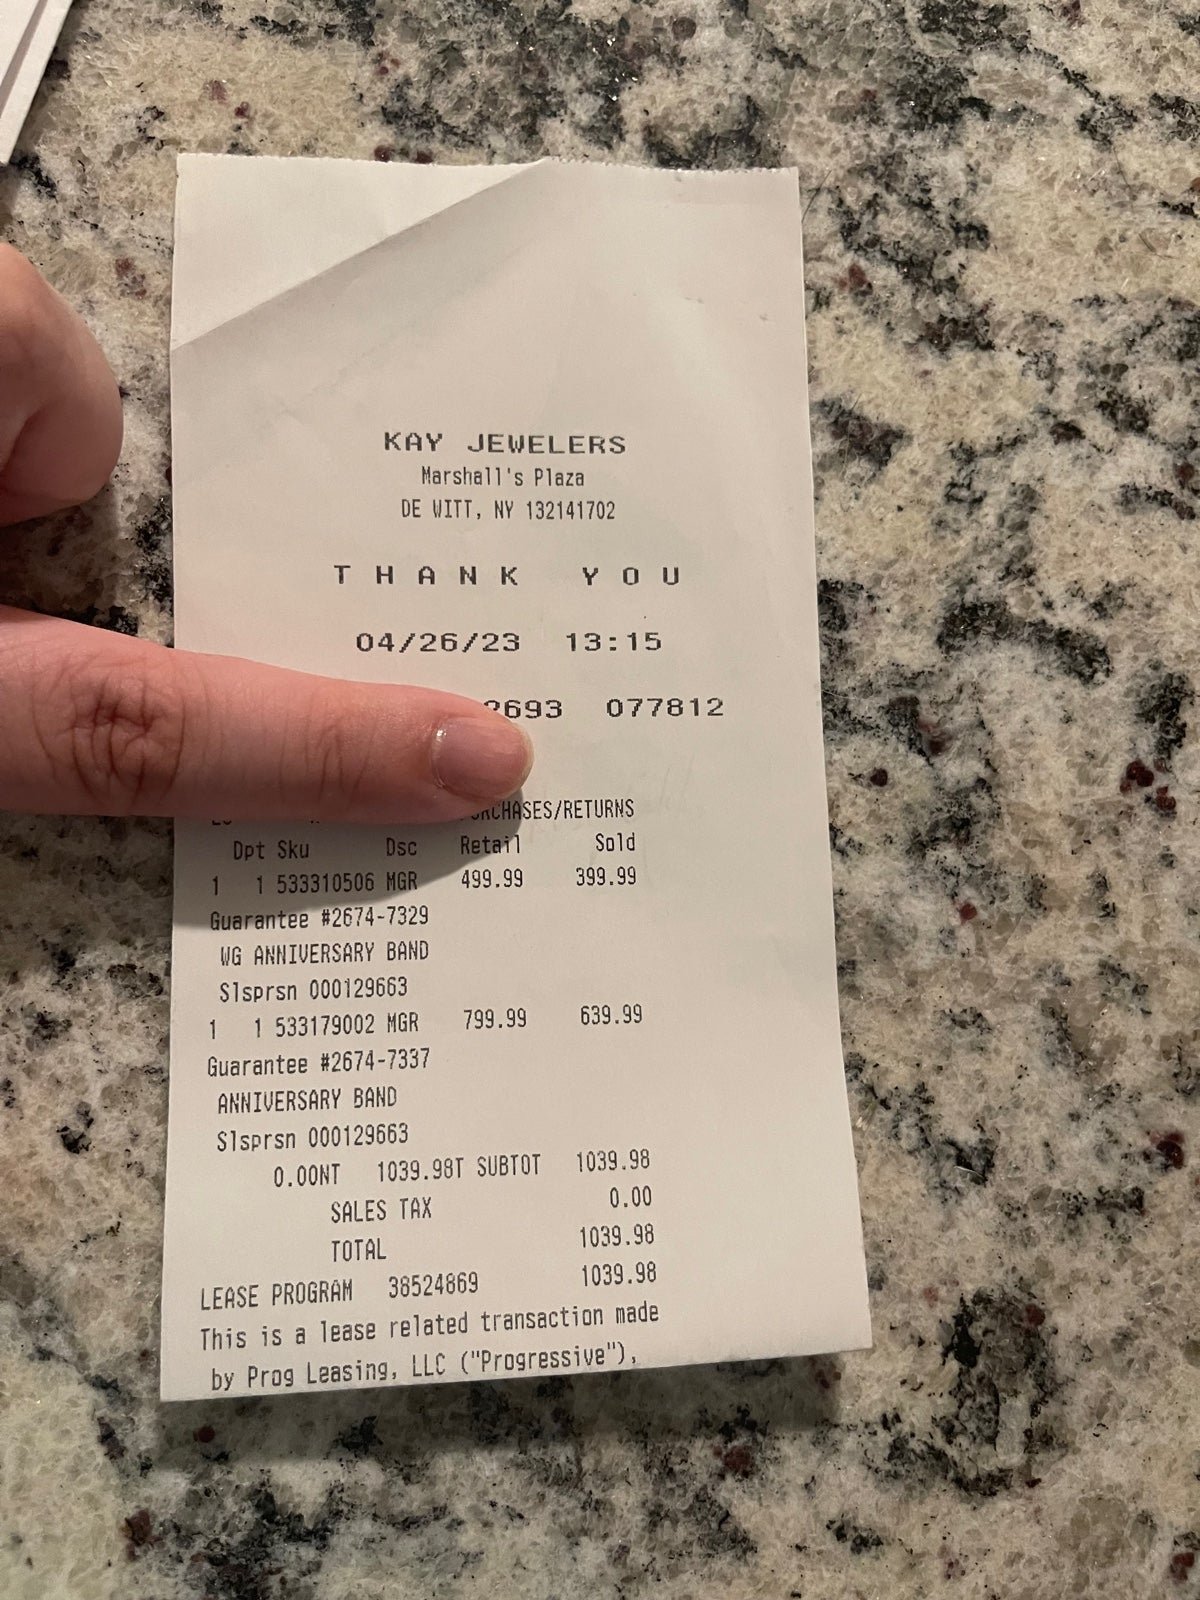 KAY JEWELERS
Marshall's Plaza
DE WITT, NY 132141702
THANK YOU
04/26/23 13:15
2693 077812
PURCHASES/RETURNS
Dpt Sku Dsc Retail Sold
1 1 533310506 MGR 499.99 399.99
Guarantee #2674-7329
WG ANNIVERSARY BAND
Slsprsn 000129663
1 1 533179002 MGR 799.99 639.99
Guarantee #2674-7337
ANNIVERSARY BAND
Slsprsn 000129663
0.00NT 1039.98T SUBTOT 1039.98
SALES TAX 0.00
TOTAL 1039.98
LEASE PROGRAM 38524869 1039.98
This is a lease related transaction made
by Prog Leasing, LLC ("Progressive"),